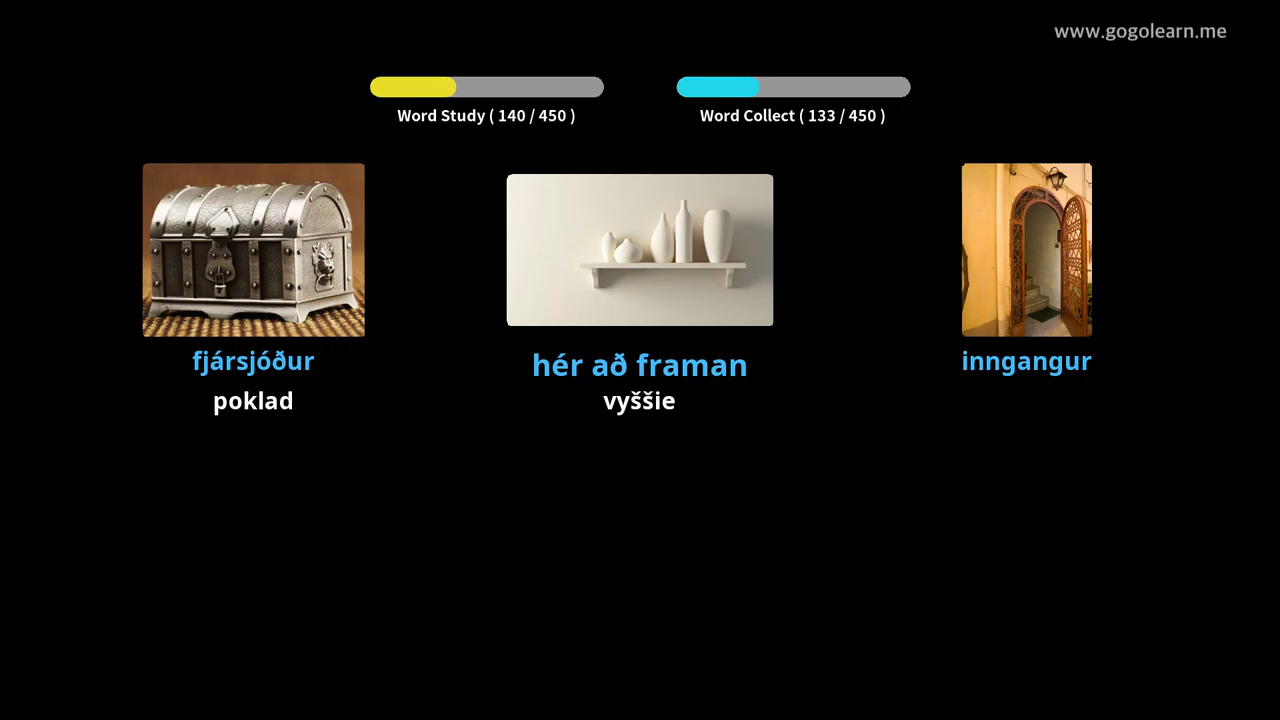 www.gogolearn.me
Word Study ( 140 / 450 )
Word Collect ( 133 / 450 )
fjársjóður
hér að framan
inngangur
poklad
vyššie